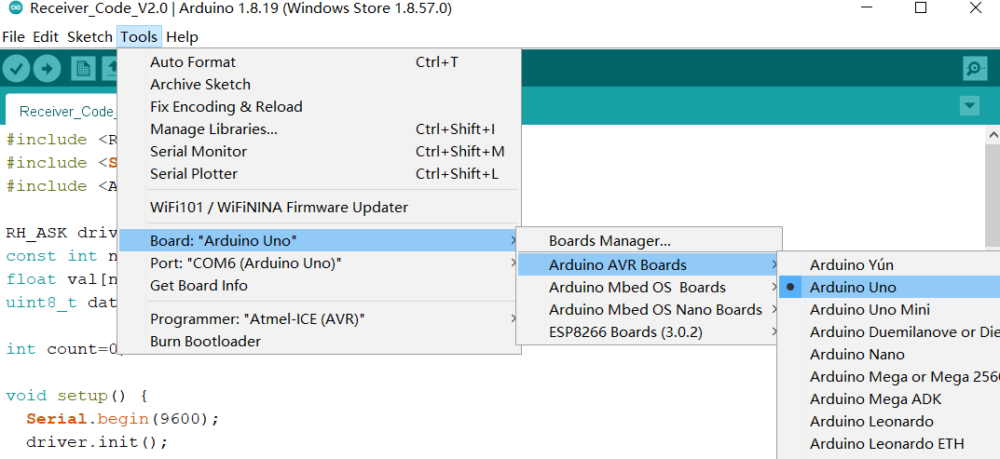 Receiver_Code_V2.0 | Arduino 1.8.19 (Windows Store 1.8.57.0)
File Edit Sketch Tools Help
Auto Format Ctrl+T
Archive Sketch
Fix Encoding & Reload
Manage Libraries... Ctrl+Shift+I
Serial Monitor Ctrl+Shift+M
Serial Plotter Ctrl+Shift+L
WiFi101 / WiFiNINA Firmware Updater
Board: "Arduino Uno"
Port: "COM6 (Arduino Uno)"
Get Board Info
Programmer: "Atmel-ICE (AVR)"
Burn Bootloader
Boards Manager...
Arduino AVR Boards
Arduino Mbed OS Boards
Arduino Mbed OS Nano Boards
ESP8266 Boards (3.0.2)
Arduino Yún
Arduino Uno
Arduino Uno Mini
Arduino Duemilanove or Die
Arduino Nano
Arduino Mega or Mega 2560
Arduino Mega ADK
Arduino Leonardo
Arduino Leonardo ETH
Receiver_Code_
#include <R
#include <S
#include <A
RH_ASK driv
const int n
float val[n
uint8_t dat
int count=0
void setup() {
Serial.begin(9600);
driver.init();